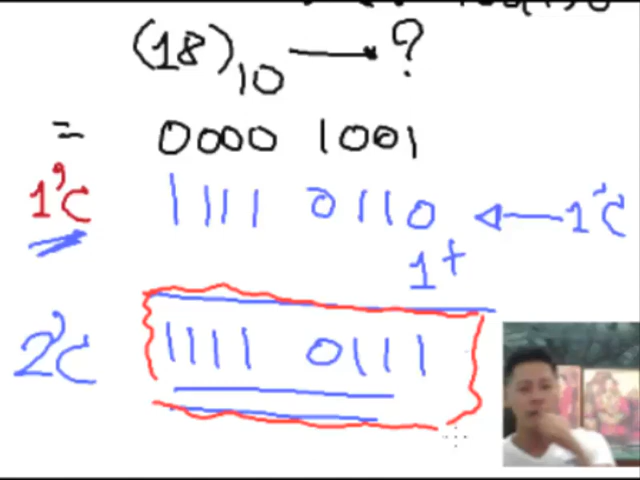 (18)10 → ?
= 0000 1001
1'C 1111 0110 ← 1'C
1+
2'C 1111 0111